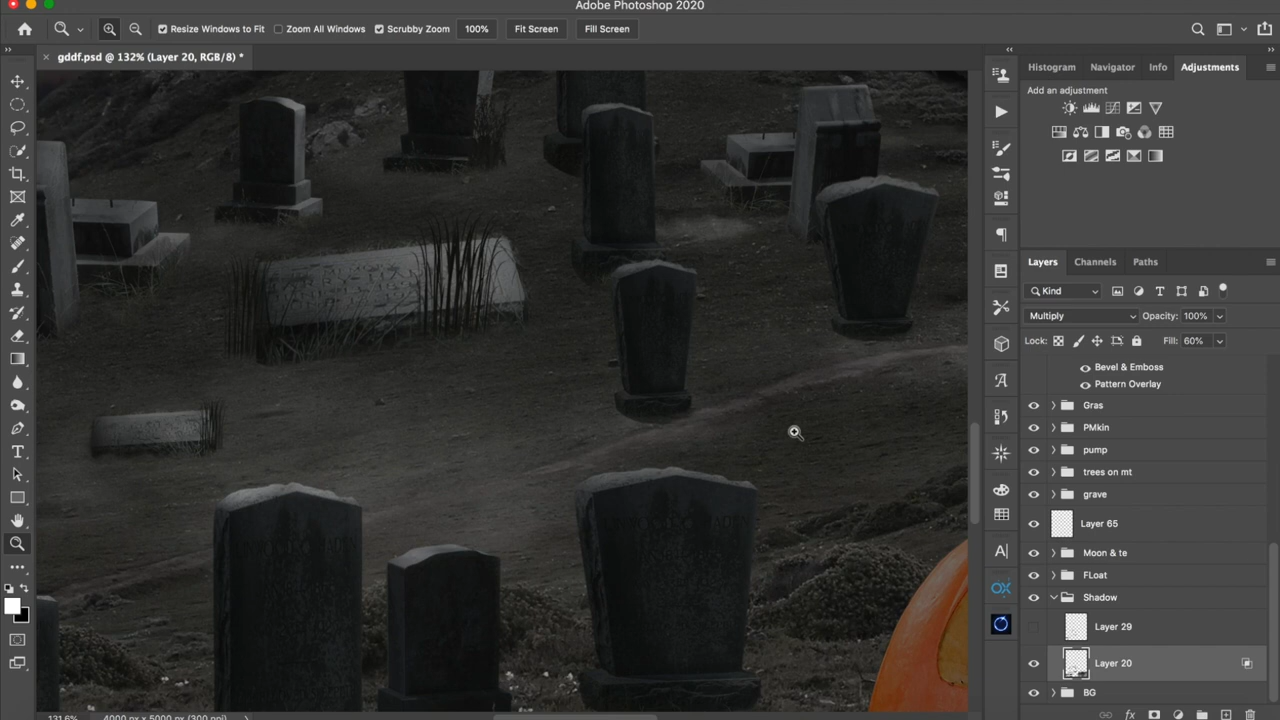 Adobe Photoshop 2020
Resize Windows to Fit Zoom All Windows Scrubby Zoom 100% Fit Screen Fill Screen
gddf.psd @ 132% (Layer 20, RGB/8) *
Histogram Navigator Info Adjustments
Add an adjustment
Layers Channels Paths
Kind
Multiply Opacity: 100%
Lock: Fill: 60%
Bevel & Emboss
Pattern Overlay
Gras
PMkin
pump
trees on mt
grave
Layer 65
Moon & te
FLoat
Shadow
Layer 29
Layer 20
BG
131.6% 4000 px x 5000 px (300 ppi)